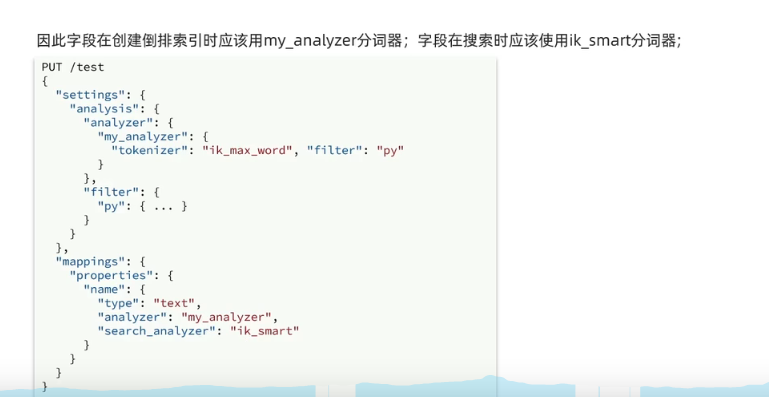 因此字段在创建倒排索引时应该用my_analyzer分词器；字段在搜索时应该使用ik_smart分词器；
PUT /test
{
  "settings": {
    "analysis": {
      "analyzer": {
        "my_analyzer": {
          "tokenizer": "ik_max_word", "filter": "py"
        }
      },
      "filter": {
        "py": { ... }
      }
    }
  },
  "mappings": {
    "properties": {
      "name": {
        "type": "text",
        "analyzer": "my_analyzer",
        "search_analyzer": "ik_smart"
      }
    }
  }
}